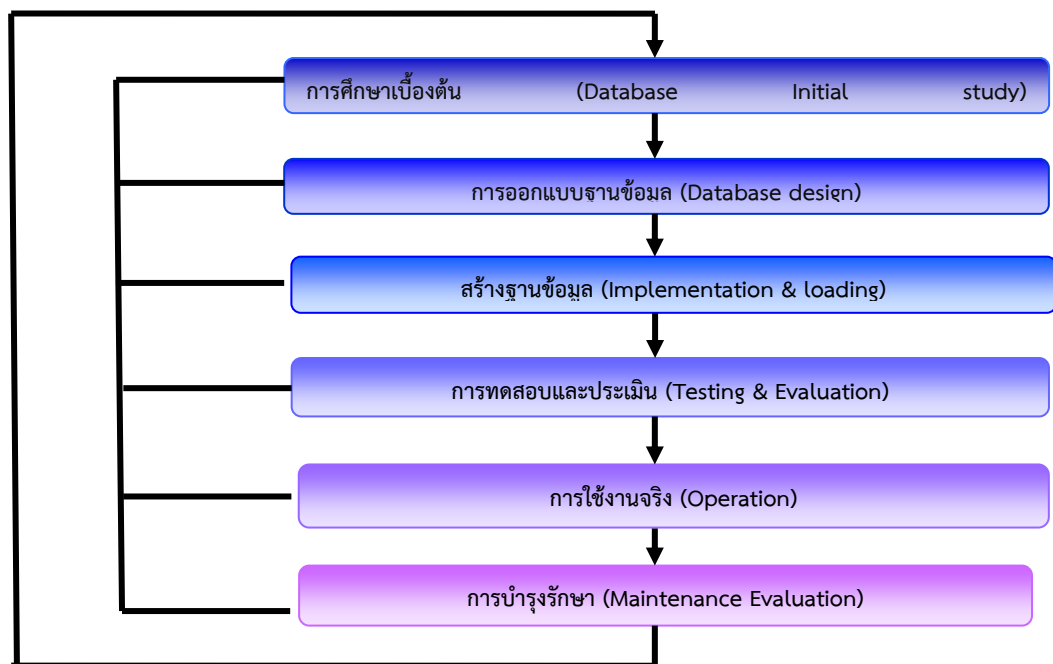 การศึกษาเบื้องต้น (Database Initial study)
การออกแบบฐานข้อมูล (Database design)
สร้างฐานข้อมูล (Implementation & loading)
การทดสอบและประเมิน (Testing & Evaluation)
การใช้งานจริง (Operation)
การบำรุงรักษา (Maintenance Evaluation)